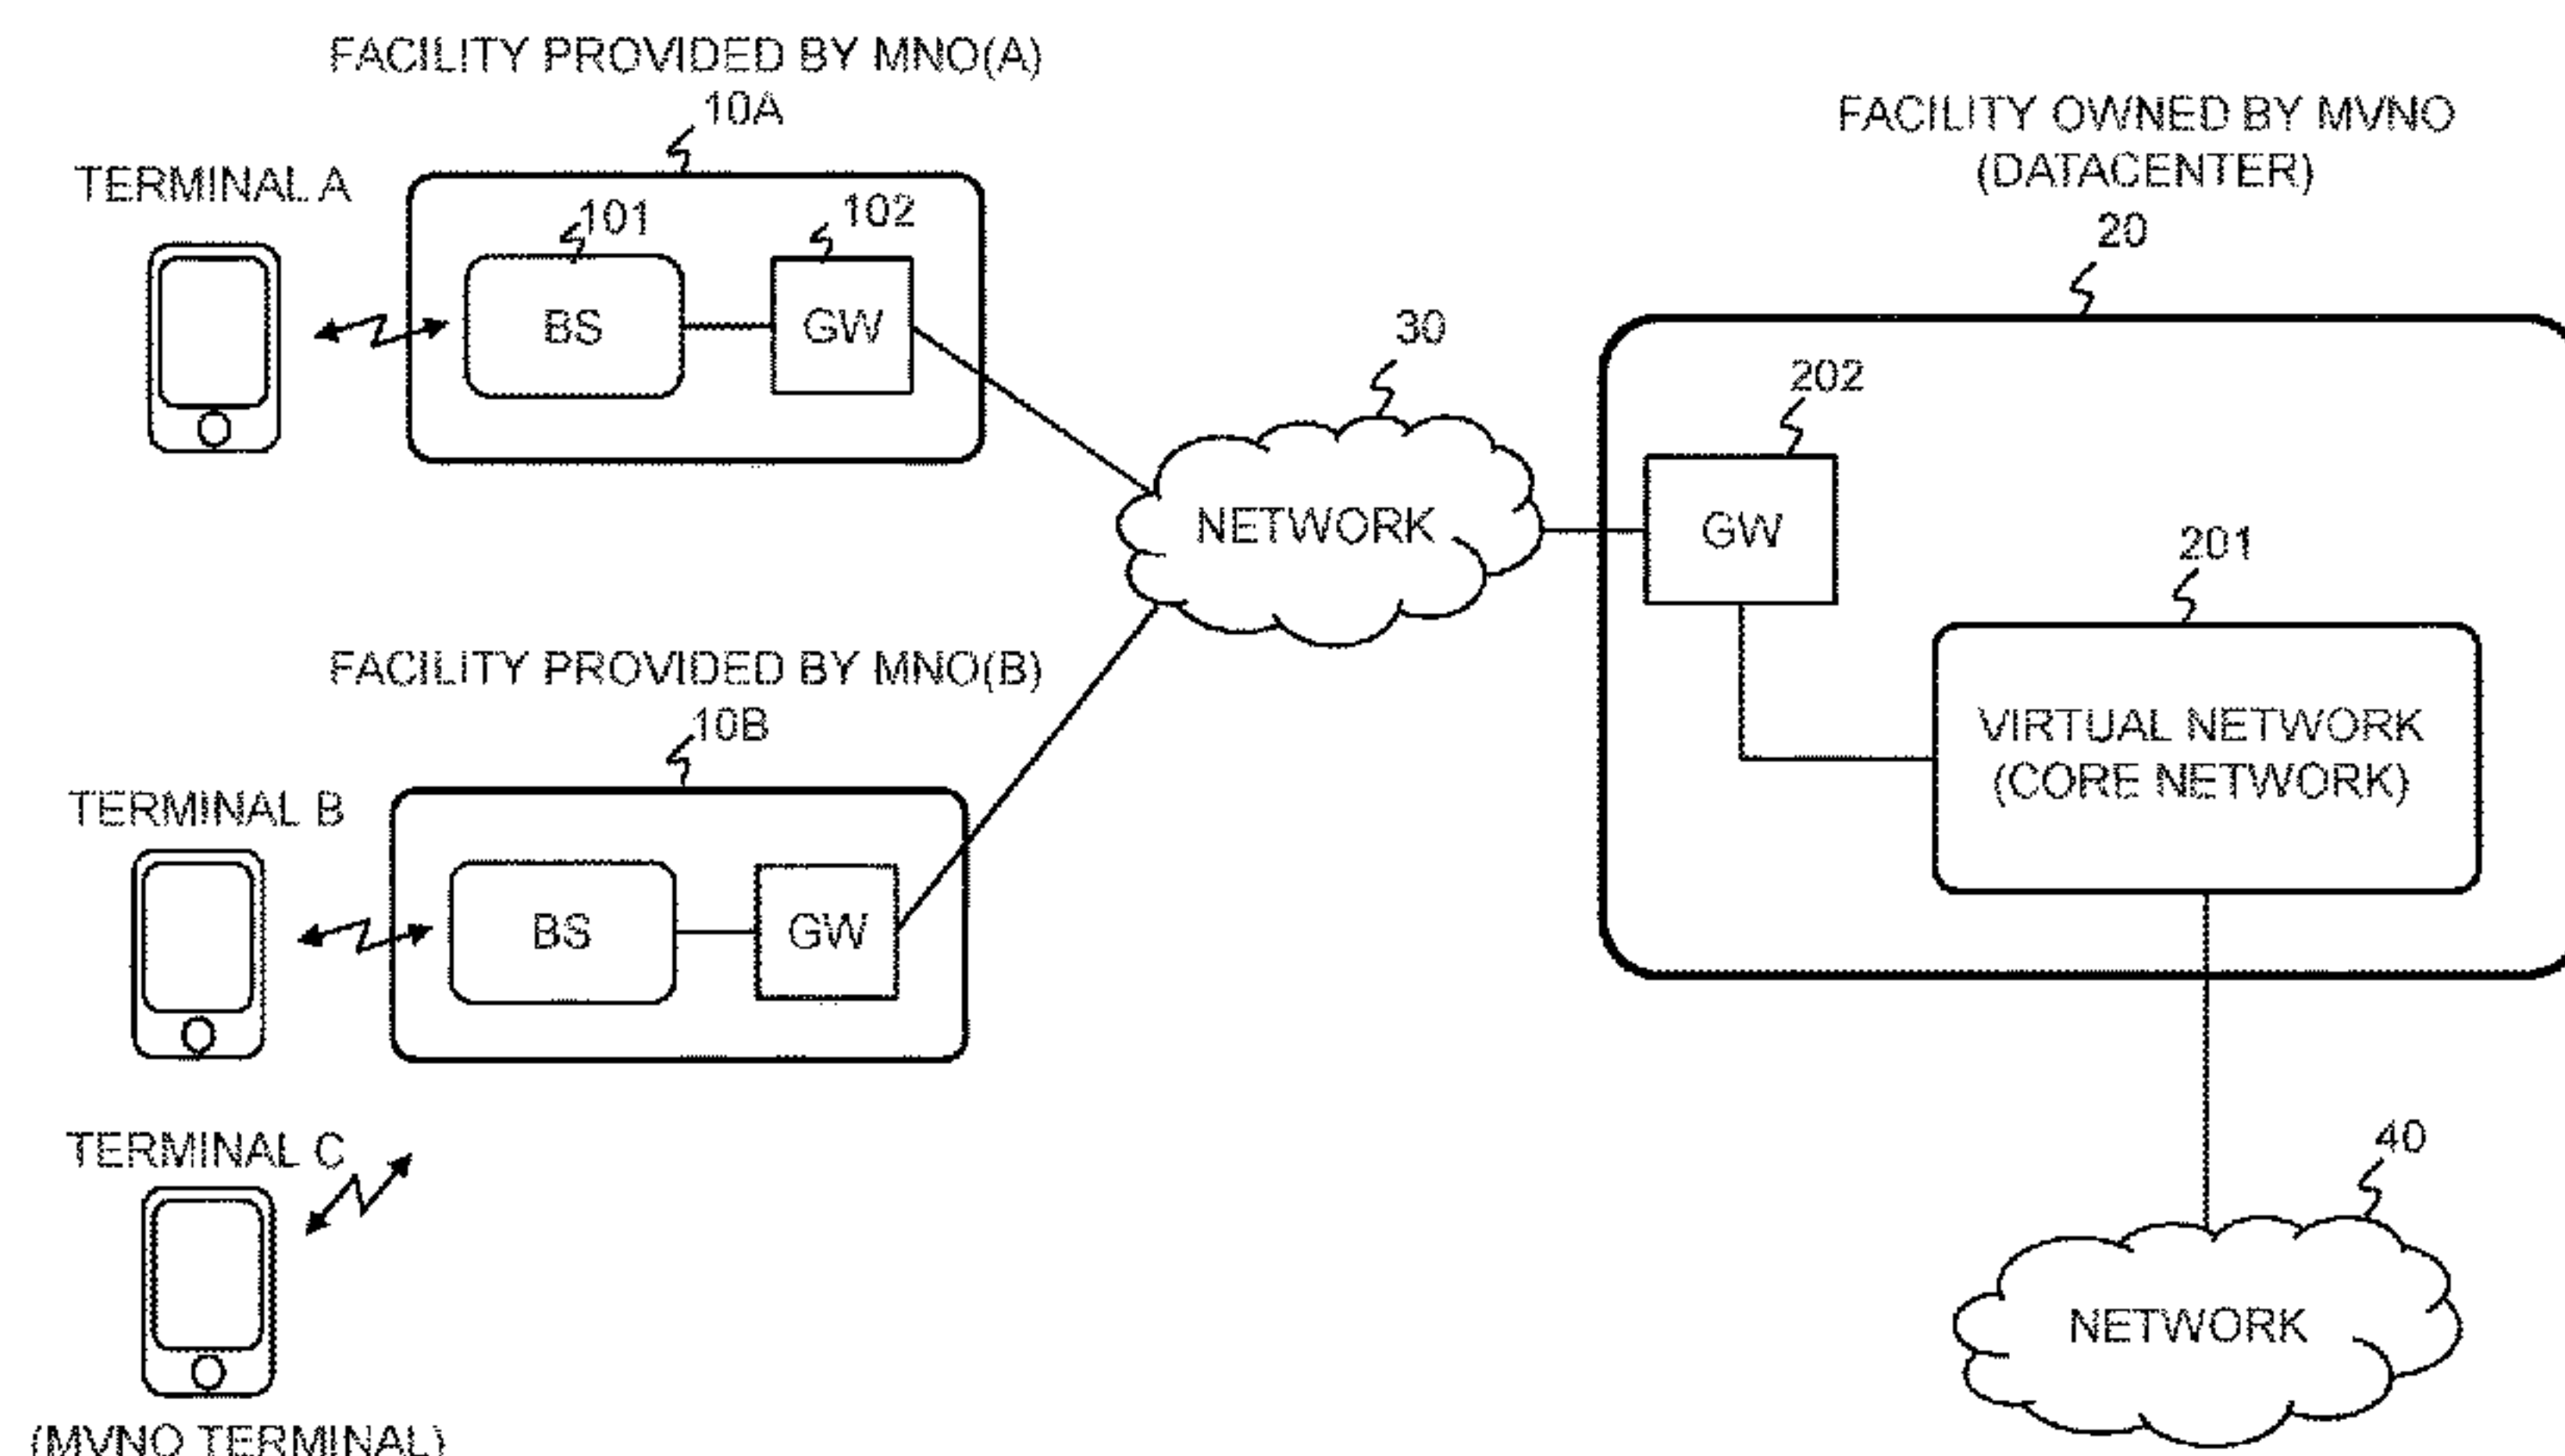 FACILITY PROVIDED BY MNO(A)
10A
TERMINAL A
101
102
BS
GW
FACILITY OWNED BY MVNO
(DATACENTER)
20
30
NETWORK
202
GW
201
VIRTUAL NETWORK
(CORE NETWORK)
FACILITY PROVIDED BY MNO(B)
10B
TERMINAL B
BS
GW
TERMINAL C
(MVNO TERMINAL)
40
NETWORK